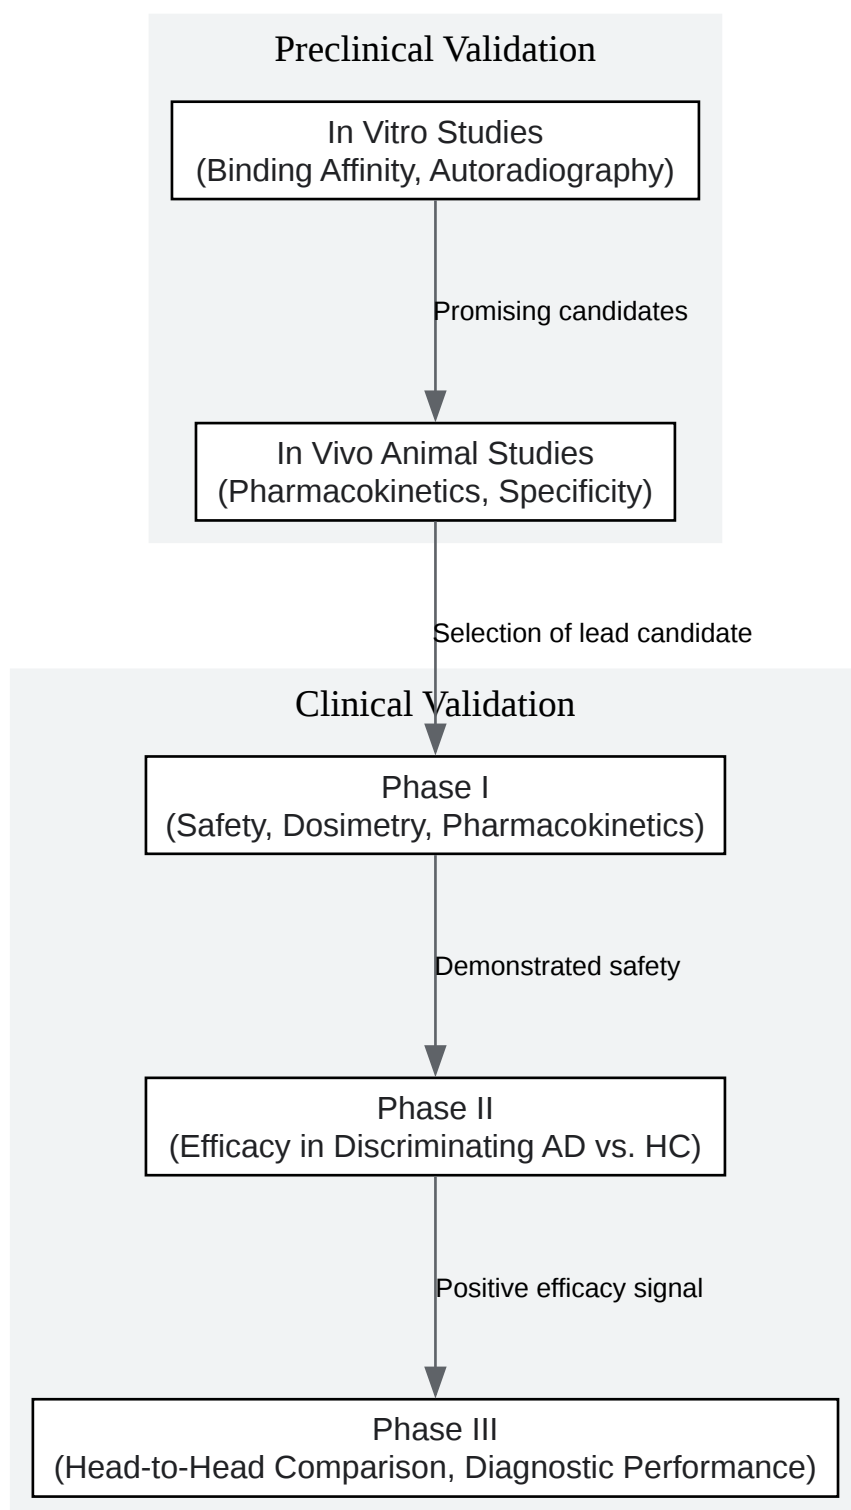 Preclinical Validation
In Vitro Studies
(Binding Affinity, Autoradiography)
Promising candidates
In Vivo Animal Studies
(Pharmacokinetics, Specificity)
Selection of lead candidate
Clinical Validation
Phase I
(Safety, Dosimetry, Pharmacokinetics)
Demonstrated safety
Phase II
(Efficacy in Discriminating AD vs. HC)
Positive efficacy signal
Phase III
(Head-to-Head Comparison, Diagnostic Performance)